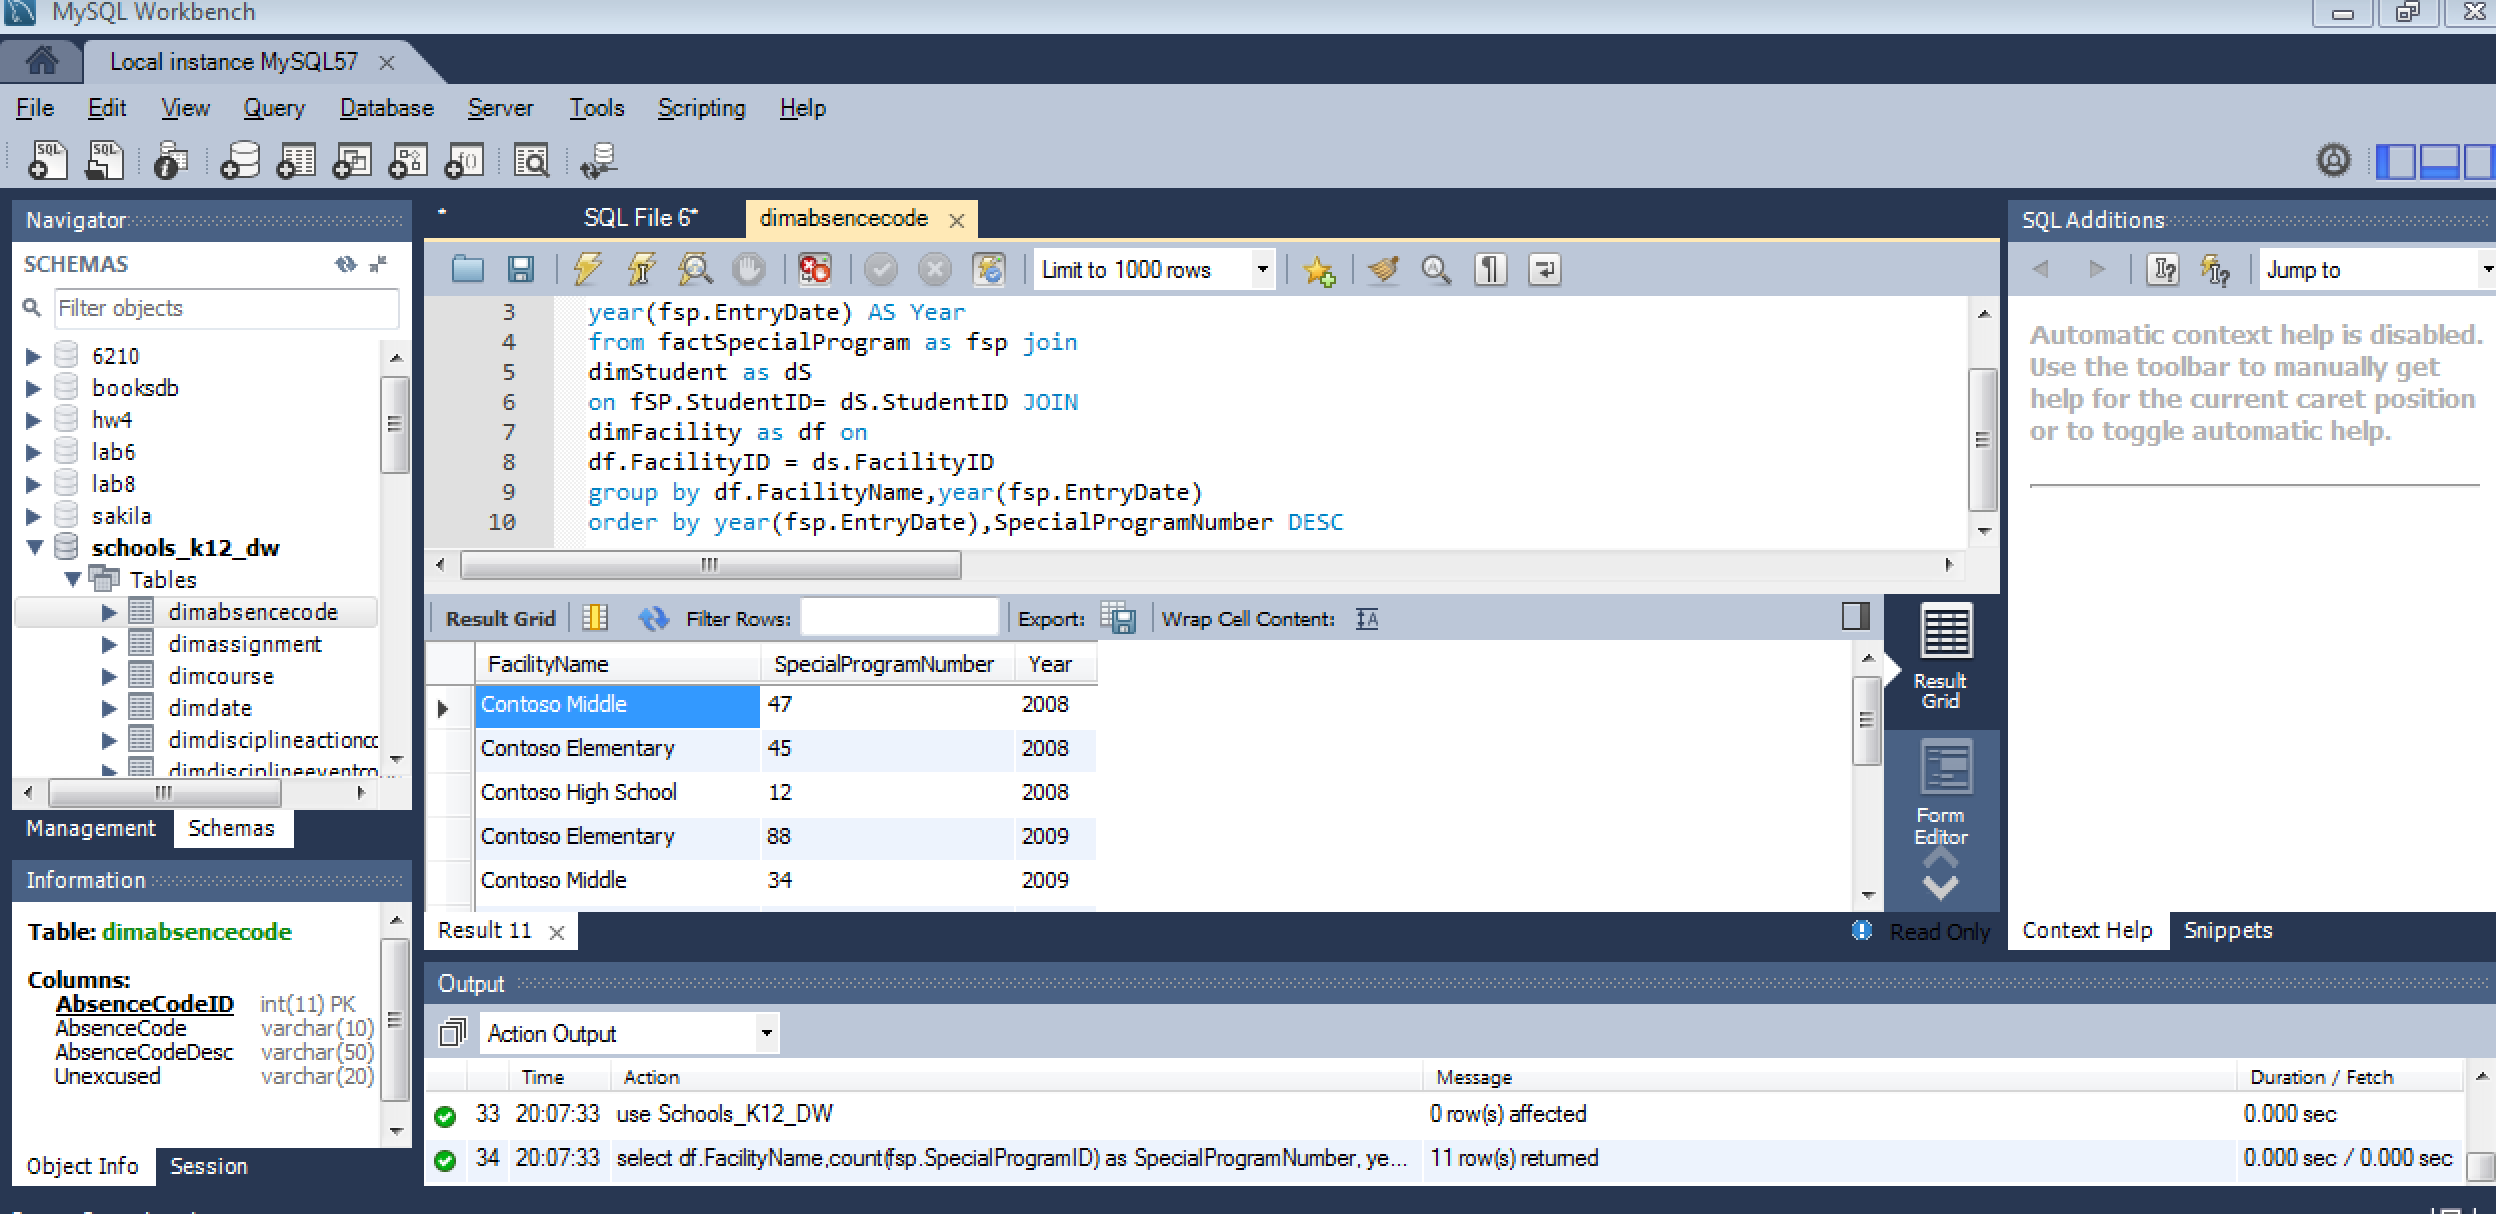 MySQL Workbench
Local instance MySQL57
File Edit View Query Database Server Tools Scripting Help
Navigator
SCHEMAS
Filter objects
6210
booksdb
hw4
lab6
lab8
sakila
schools_k12_dw
Tables
dimabsencecode
dimassignment
dimcourse
dimdate
dimdisciplineactioncc
dimdisciplineeventco
Management Schemas
Information
Table: dimabsencecode
Columns:
AbsenceCodeID int(11) PK
AbsenceCode varchar(10)
AbsenceCodeDesc varchar(50)
Unexcused varchar(20)
Object Info Session
* SQL File 6* dimabsencecode
Limit to 1000 rows
3 year(fsp.EntryDate) AS Year
4 from factSpecialProgram as fsp join
5 dimStudent as dS
6 on fSP.StudentID= dS.StudentID JOIN
7 dimFacility as df on
8 df.FacilityID = ds.FacilityID
9 group by df.FacilityName,year(fsp.EntryDate)
10 order by year(fsp.EntryDate),SpecialProgramNumber DESC
Result Grid Filter Rows: Export: Wrap Cell Content:
FacilityName SpecialProgramNumber Year
Contoso Middle 47 2008
Contoso Elementary 45 2008
Contoso High School 12 2008
Contoso Elementary 88 2009
Contoso Middle 34 2009
Result Grid
Form Editor
Result 11
Read Only
SQL Additions
Jump to
Automatic context help is disabled.
Use the toolbar to manually get
help for the current caret position
or to toggle automatic help.
Context Help Snippets
Output
Action Output
Time Action Message Duration / Fetch
33 20:07:33 use Schools_K12_DW 0 row(s) affected 0.000 sec
34 20:07:33 select df.FacilityName,count(fsp.SpecialProgramID) as SpecialProgramNumber, ye... 11 row(s) returned 0.000 sec / 0.000 sec